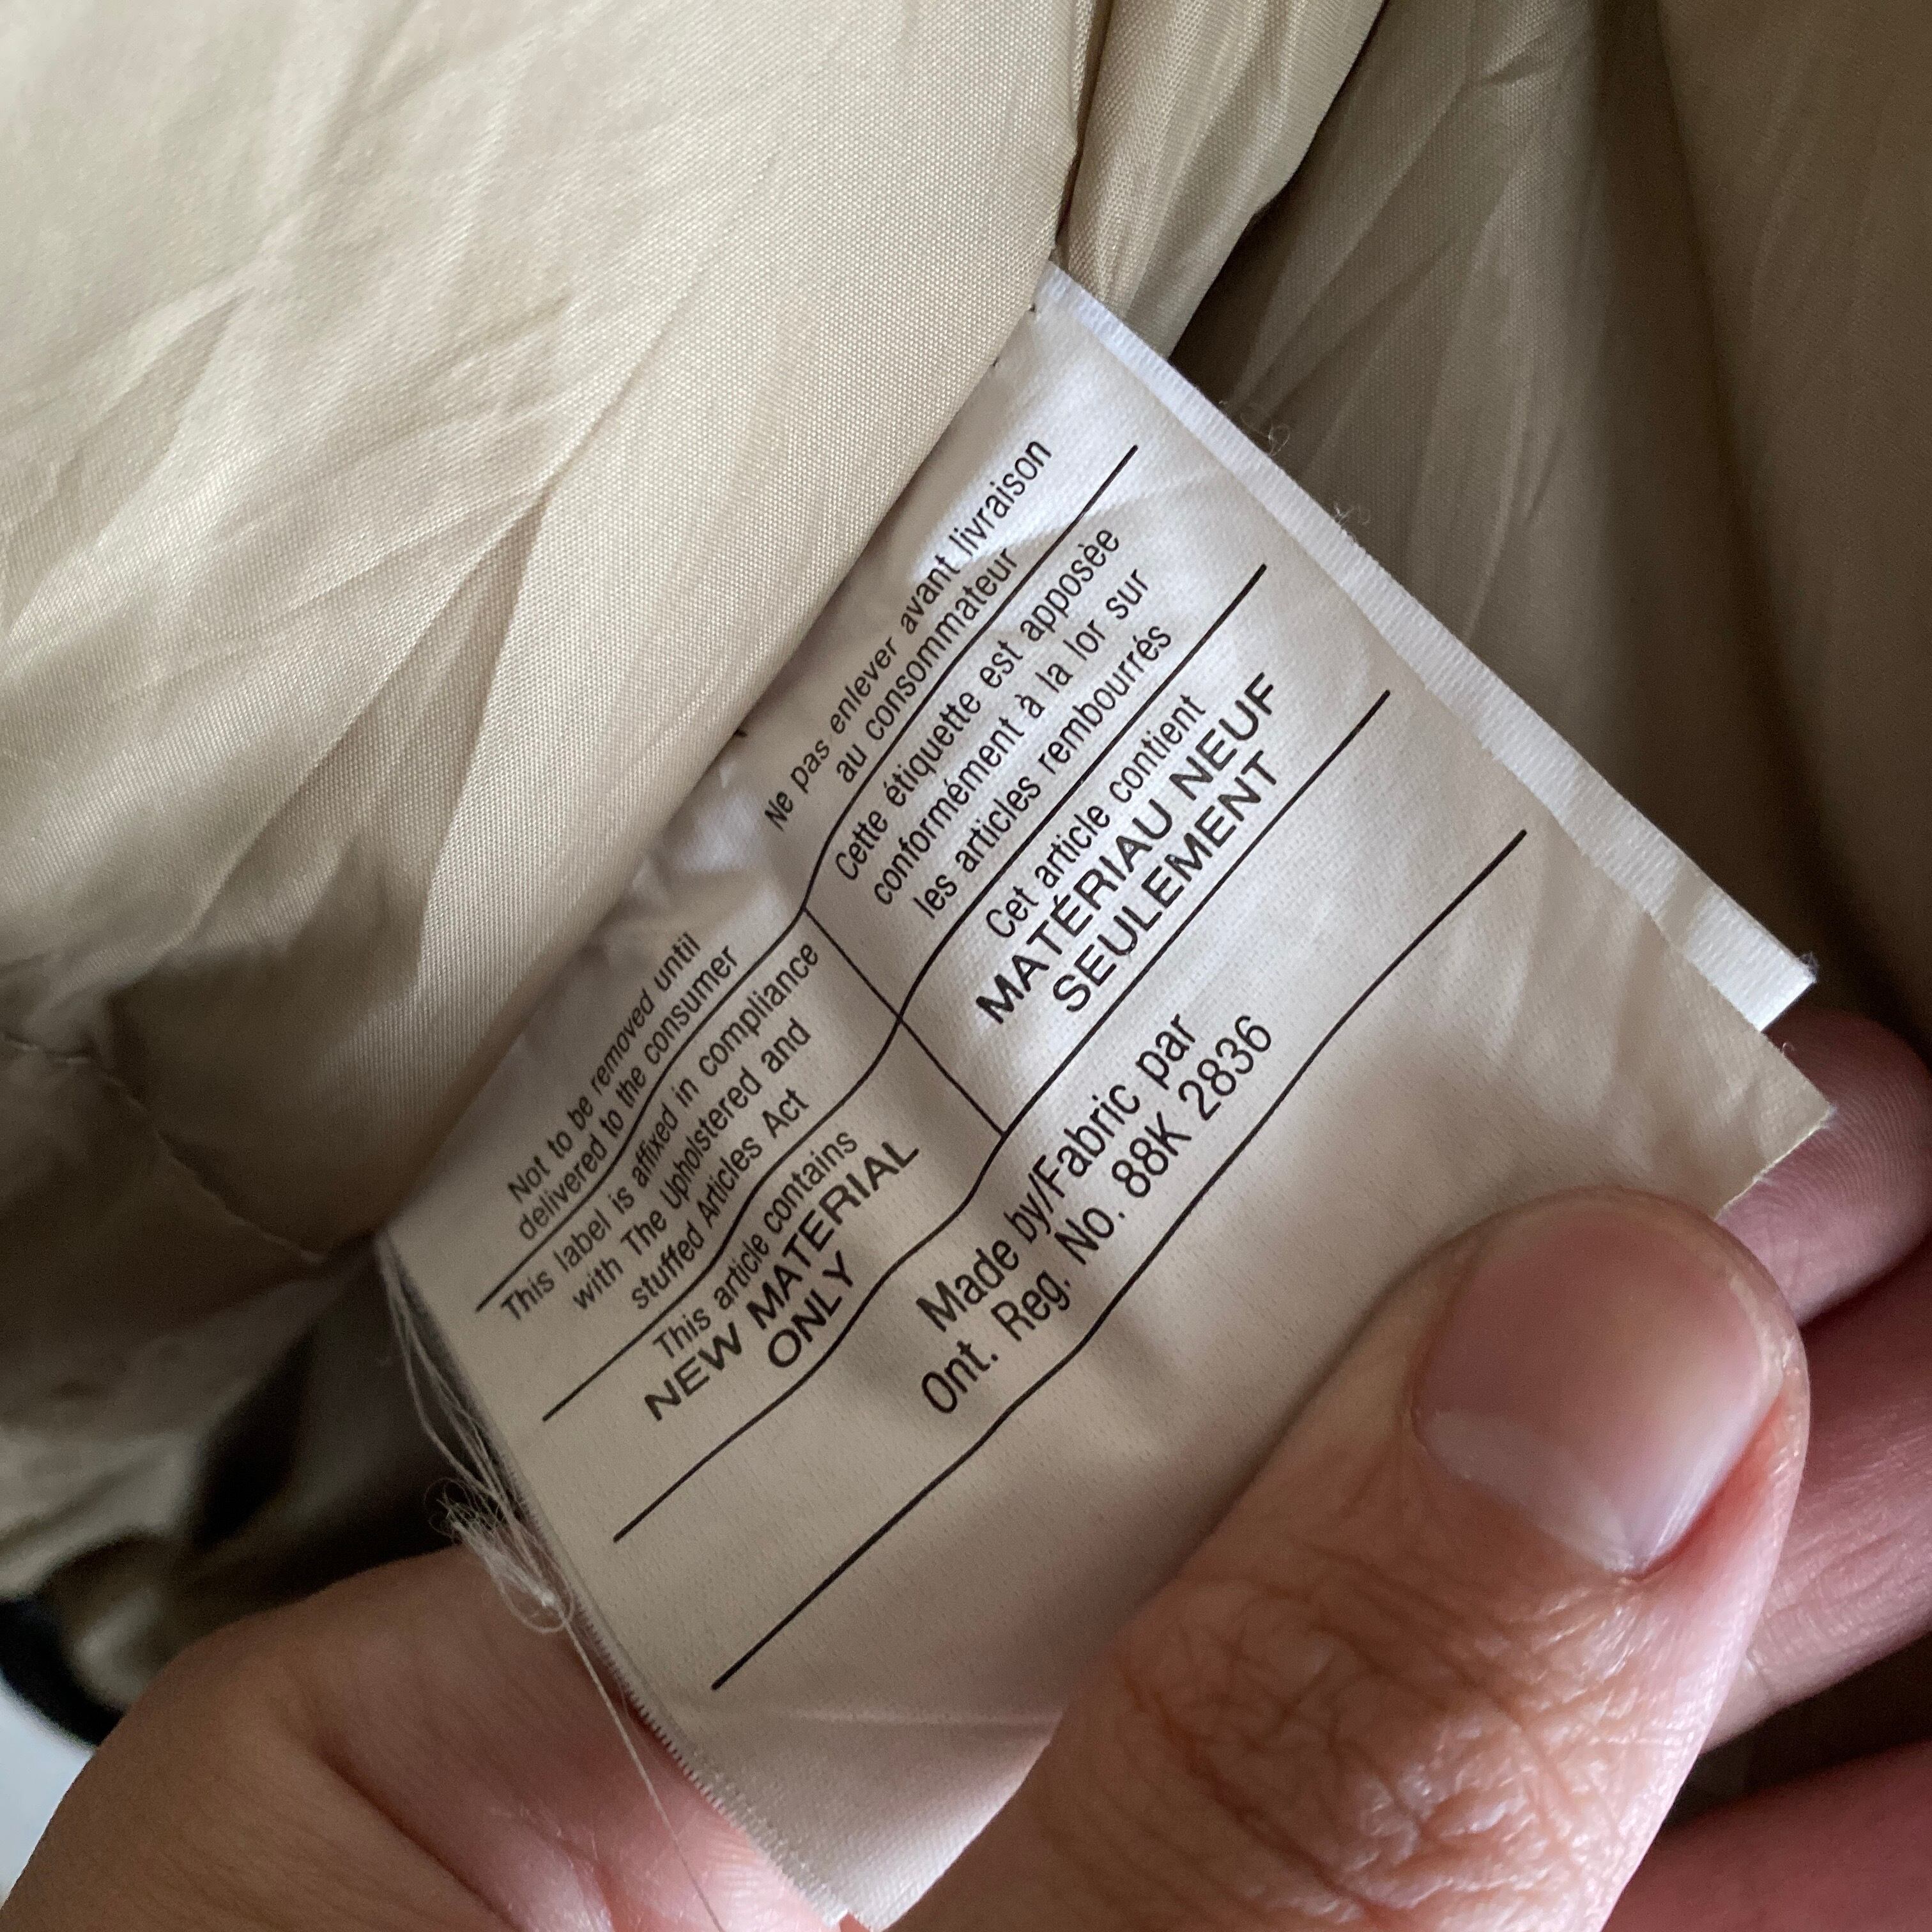 Not to be removed until
delivered to the consumer
Ne pas enlever avant livraison
au consommateur
This label is affixed in compliance
with The Upholstered and
stuffed Articles Act
Cette étiquette est apposèe
conformément à la lor sur
les articles rembourrés
This article contains
NEW MATERIAL
ONLY
Cet article contient
MATÉRIAU NEUF
SEULEMENT
Made by/Fabric par
Ont. Reg. No. 88K 2836